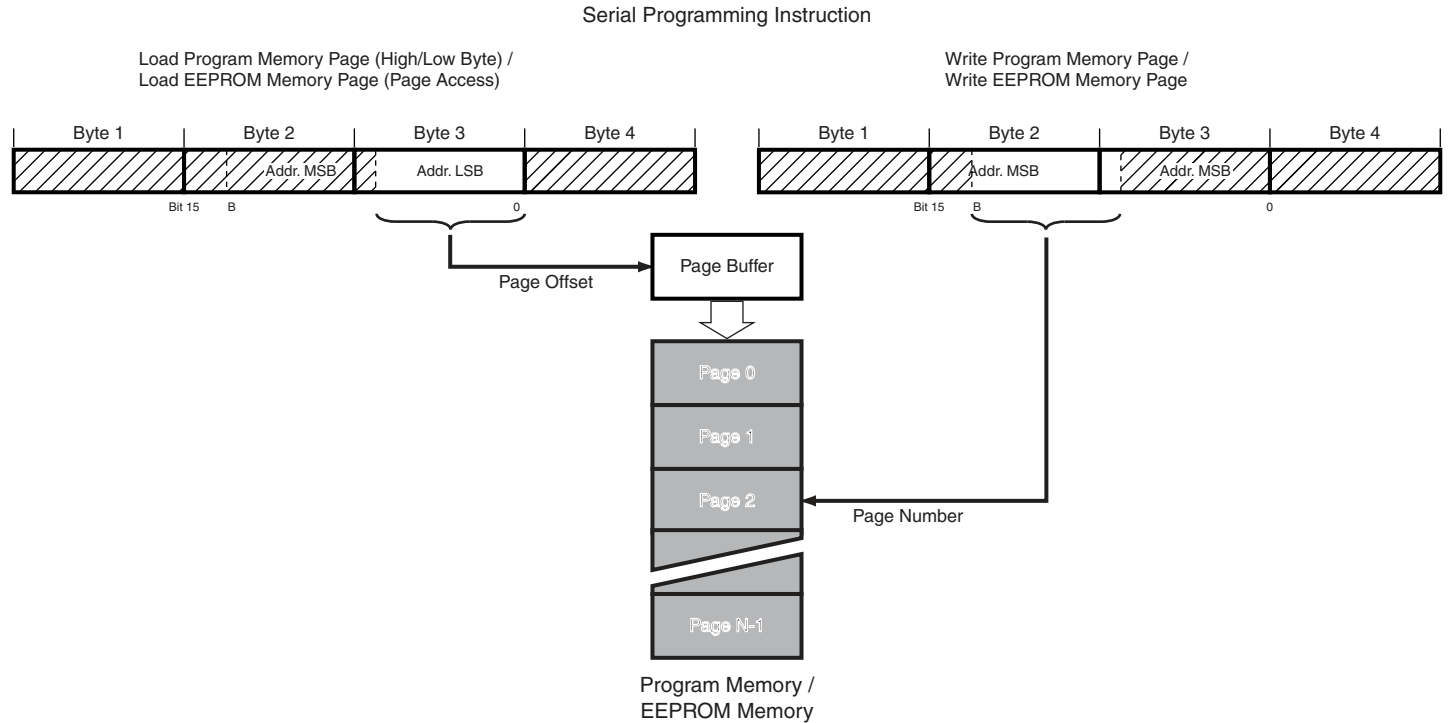 Serial Programming Instruction
Load Program Memory Page (High/Low Byte) /
Load EEPROM Memory Page (Page Access)
Write Program Memory Page /
Write EEPROM Memory Page
Byte 1 Byte 2 Byte 3 Byte 4
Byte 1 Byte 2 Byte 3 Byte 4
Addr. MSB Addr. LSB
Addr. MSB Addr. MSB
Bit 15 B 0
Bit 15 B 0
Page Buffer
Page Offset
Page 0
Page 1
Page 2
Page Number
Page N-1
Program Memory /
EEPROM Memory